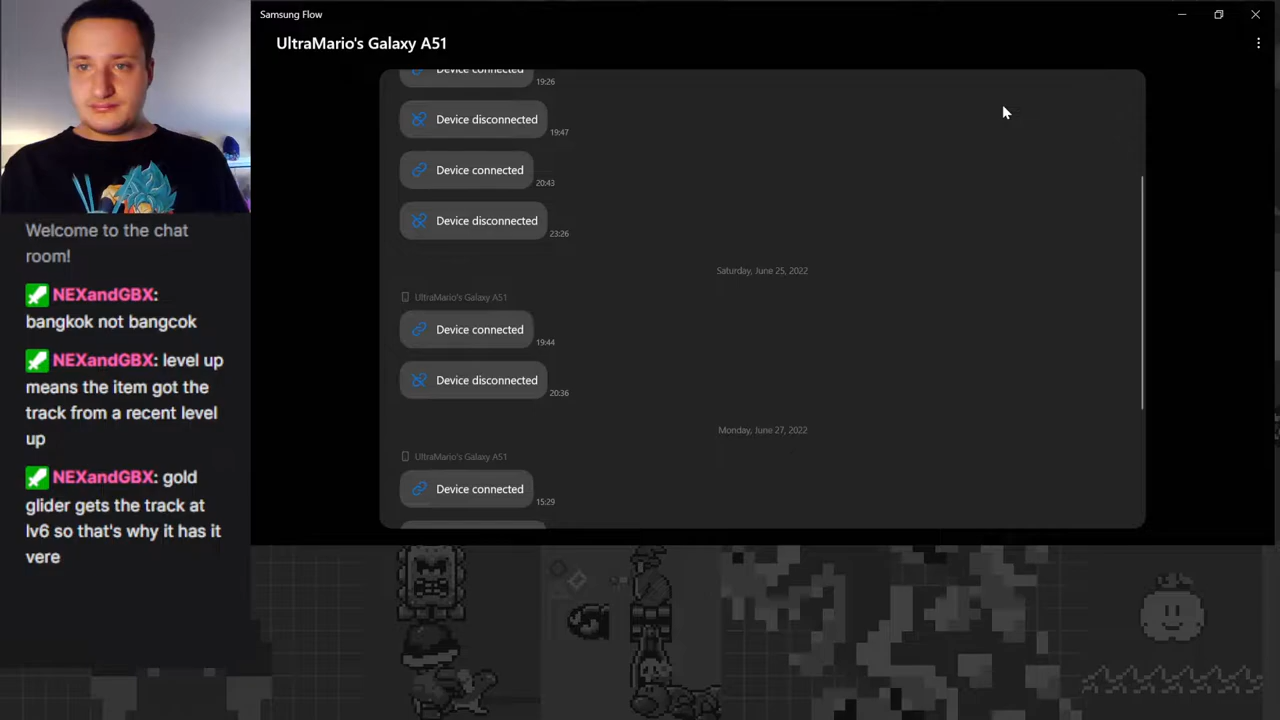 Samsung Flow
UltraMario's Galaxy A51
Device connected
19:26
Device disconnected
19:47
Device connected
20:43
Device disconnected
23:26
Saturday, June 25, 2022
UltraMario's Galaxy A51
Device connected
19:44
Device disconnected
20:36
Monday, June 27, 2022
UltraMario's Galaxy A51
Device connected
15:29
Welcome to the chat
room!
NEXandGBX:
bangkok not bangcok
NEXandGBX: level up
means the item got the
track from a recent level
up
NEXandGBX: gold
glider gets the track at
lv6 so that's why it has it
vere